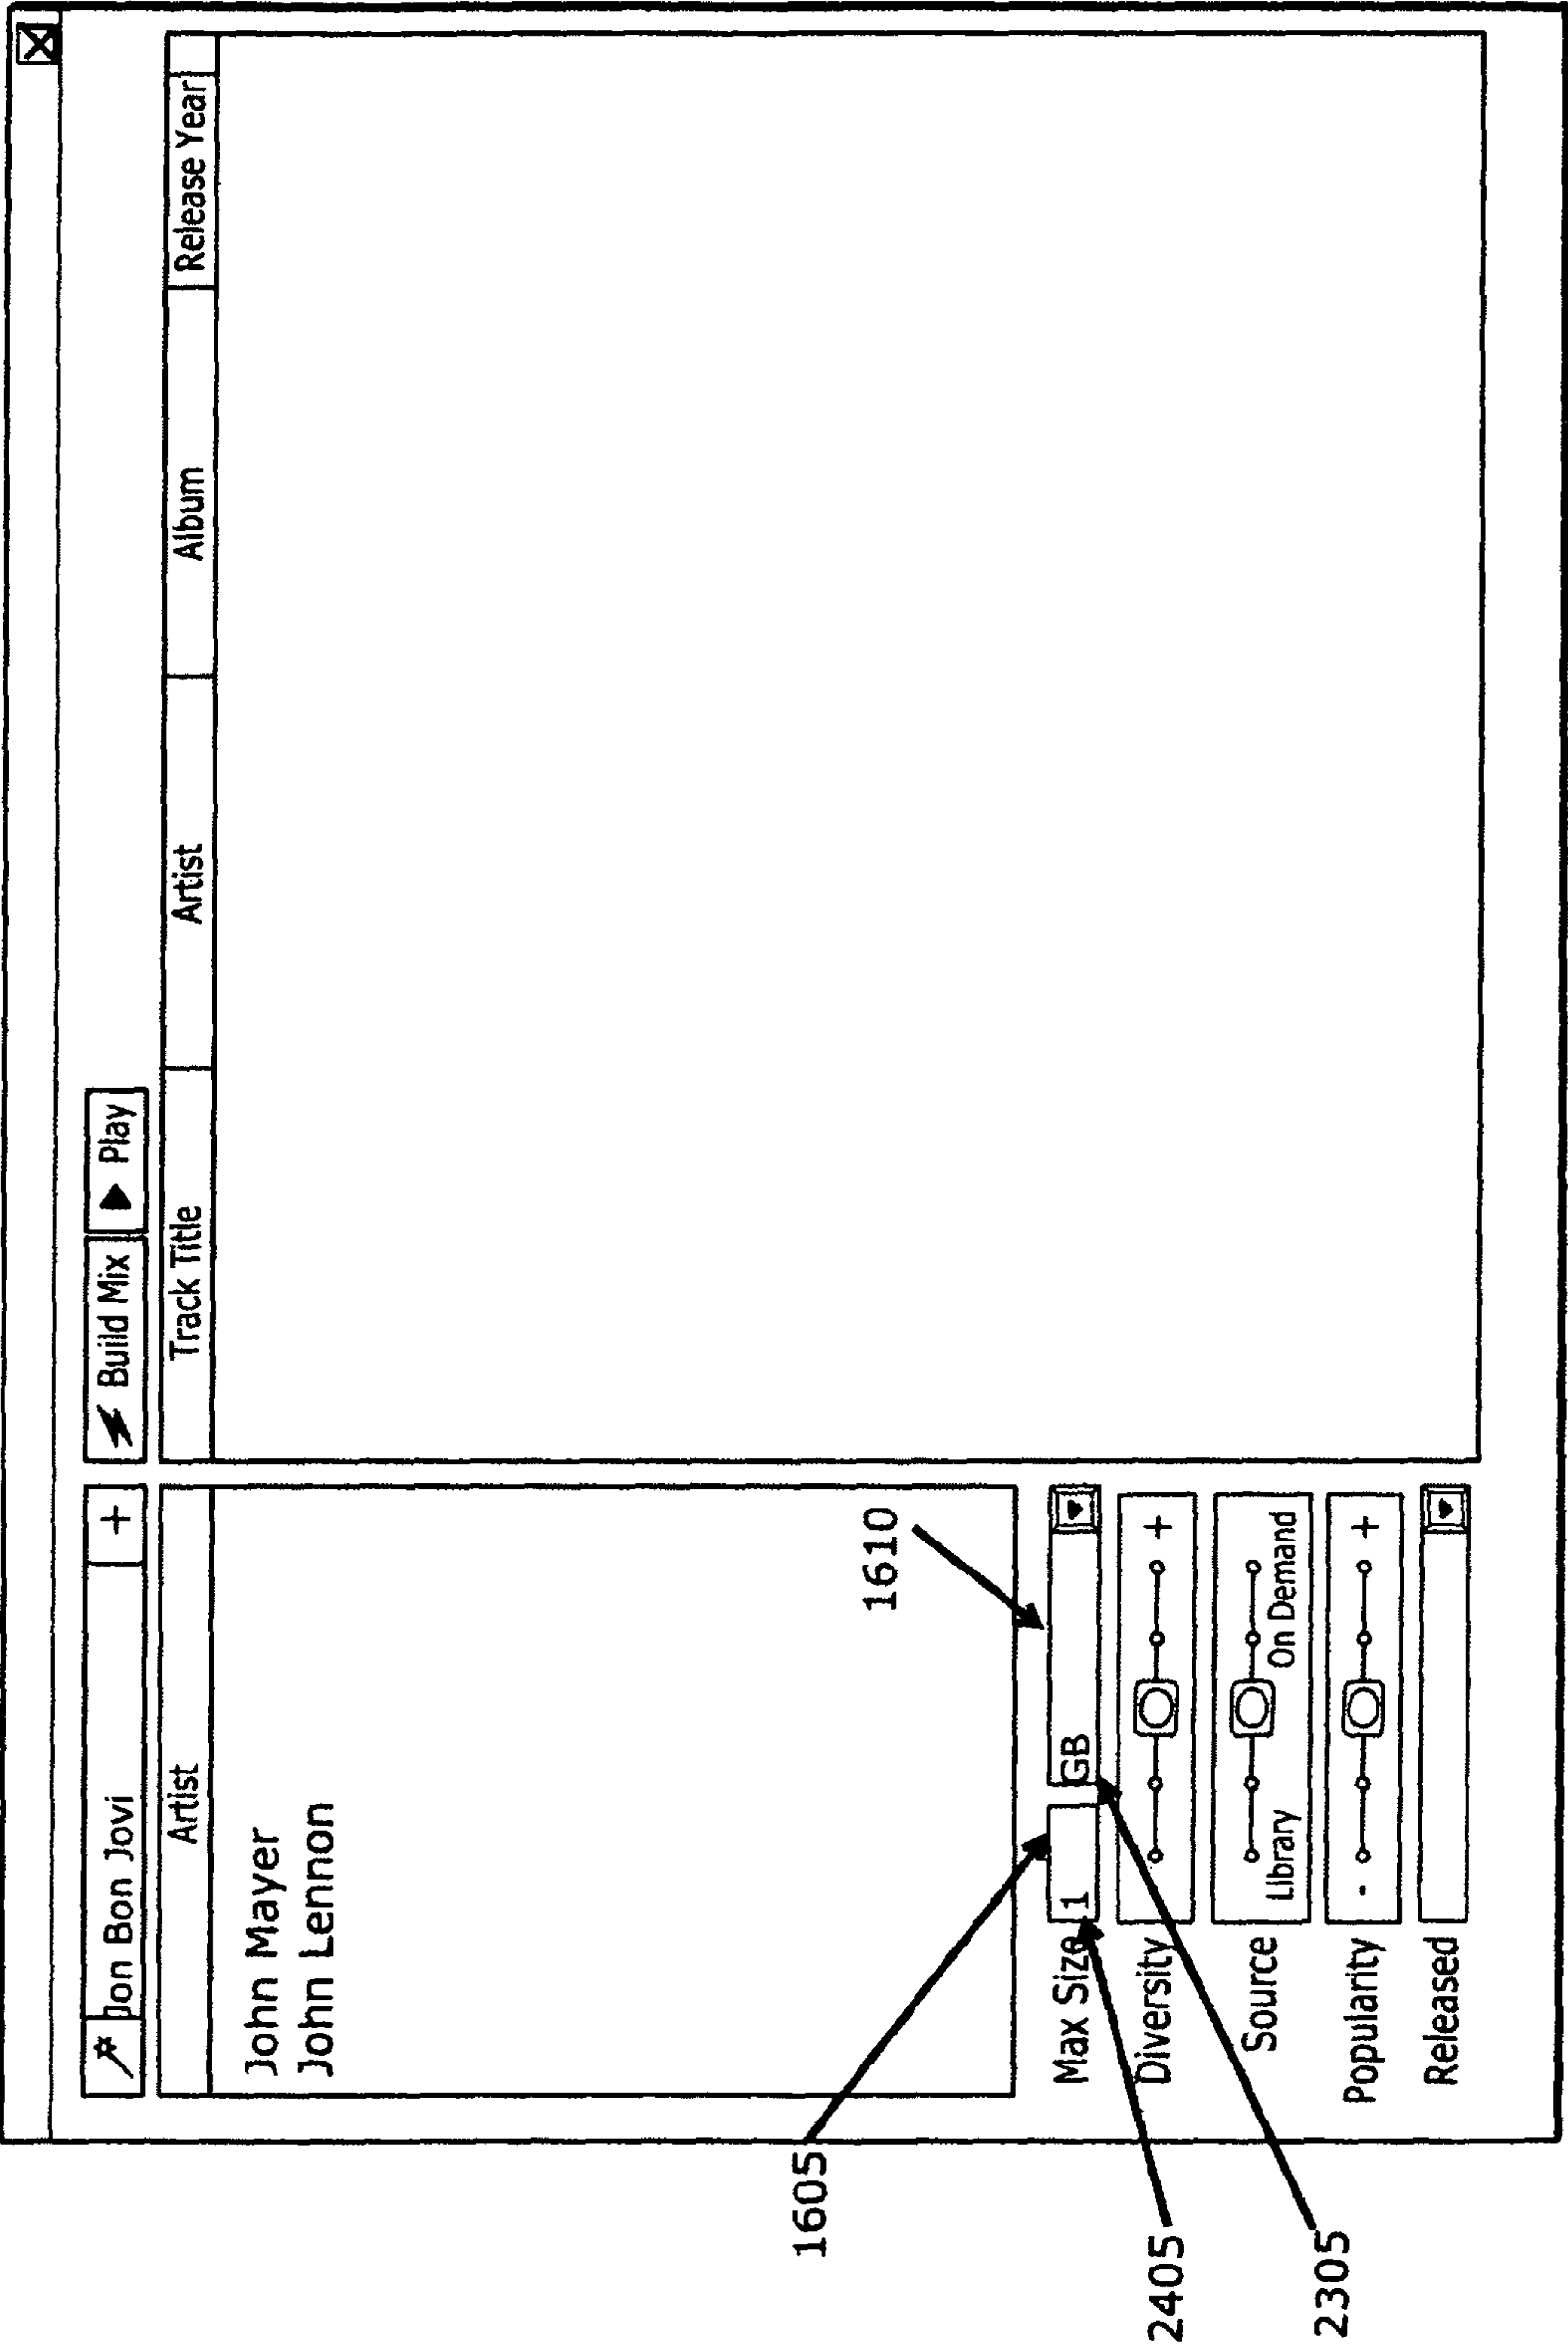 Jon Bon Jovi +
Build Mix Play
Artist
Track Title Artist Album Release Year
John Mayer
John Lennon
1605
1610
Max Size 1 GB
Diversity +
Source
Library On Demand
Popularity - +
Released
2405
2305